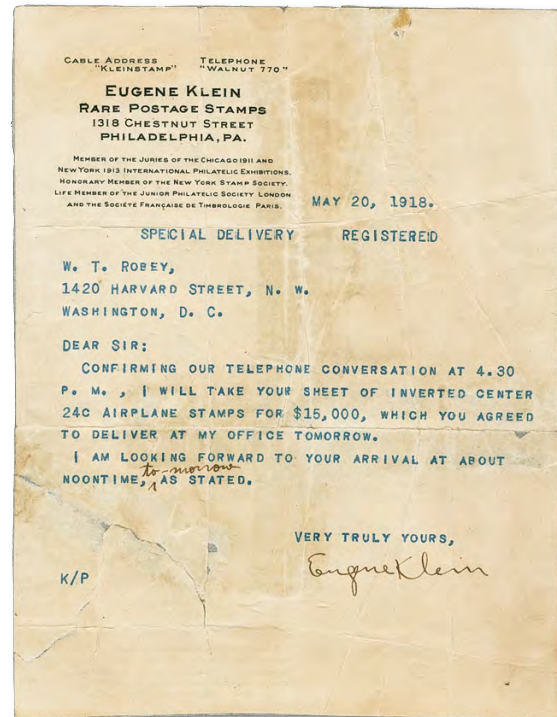 CABLE ADDRESS TELEPHONE
"KLEINSTAMP" "WALNUT 770"
EUGENE KLEIN
RARE POSTAGE STAMPS
1318 CHESTNUT STREET
PHILADELPHIA, PA.
MEMBER OF THE JURIES OF THE CHICAGO 1911 AND
NEW YORK 1913 INTERNATIONAL PHILATELIC EXHIBITIONS.
HONORARY MEMBER OF THE NEW YORK STAMP SOCIETY.
LIFE MEMBER OF THE JUNIOR PHILATELIC SOCIETY LONDON
AND THE SOCIÉTÉ FRANÇAISE DE TIMBROLOGIE PARIS.
MAY 20, 1918.
SPECIAL DELIVERY REGISTERED
W. T. ROBEY,
1420 HARVARD STREET, N. W.
WASHINGTON, D. C.
DEAR SIR:
CONFIRMING OUR TELEPHONE CONVERSATION AT 4.30
P. M. , I WILL TAKE YOUR SHEET OF INVERTED CENTER
24C AIRPLANE STAMPS FOR $15,000, WHICH YOU AGREED
TO DELIVER AT MY OFFICE TOMORROW.
I AM LOOKING FORWARD TO YOUR ARRIVAL AT ABOUT
to-morrow
NOONTIME, AS STATED.
VERY TRULY YOURS,
Eugene Klein
K/P